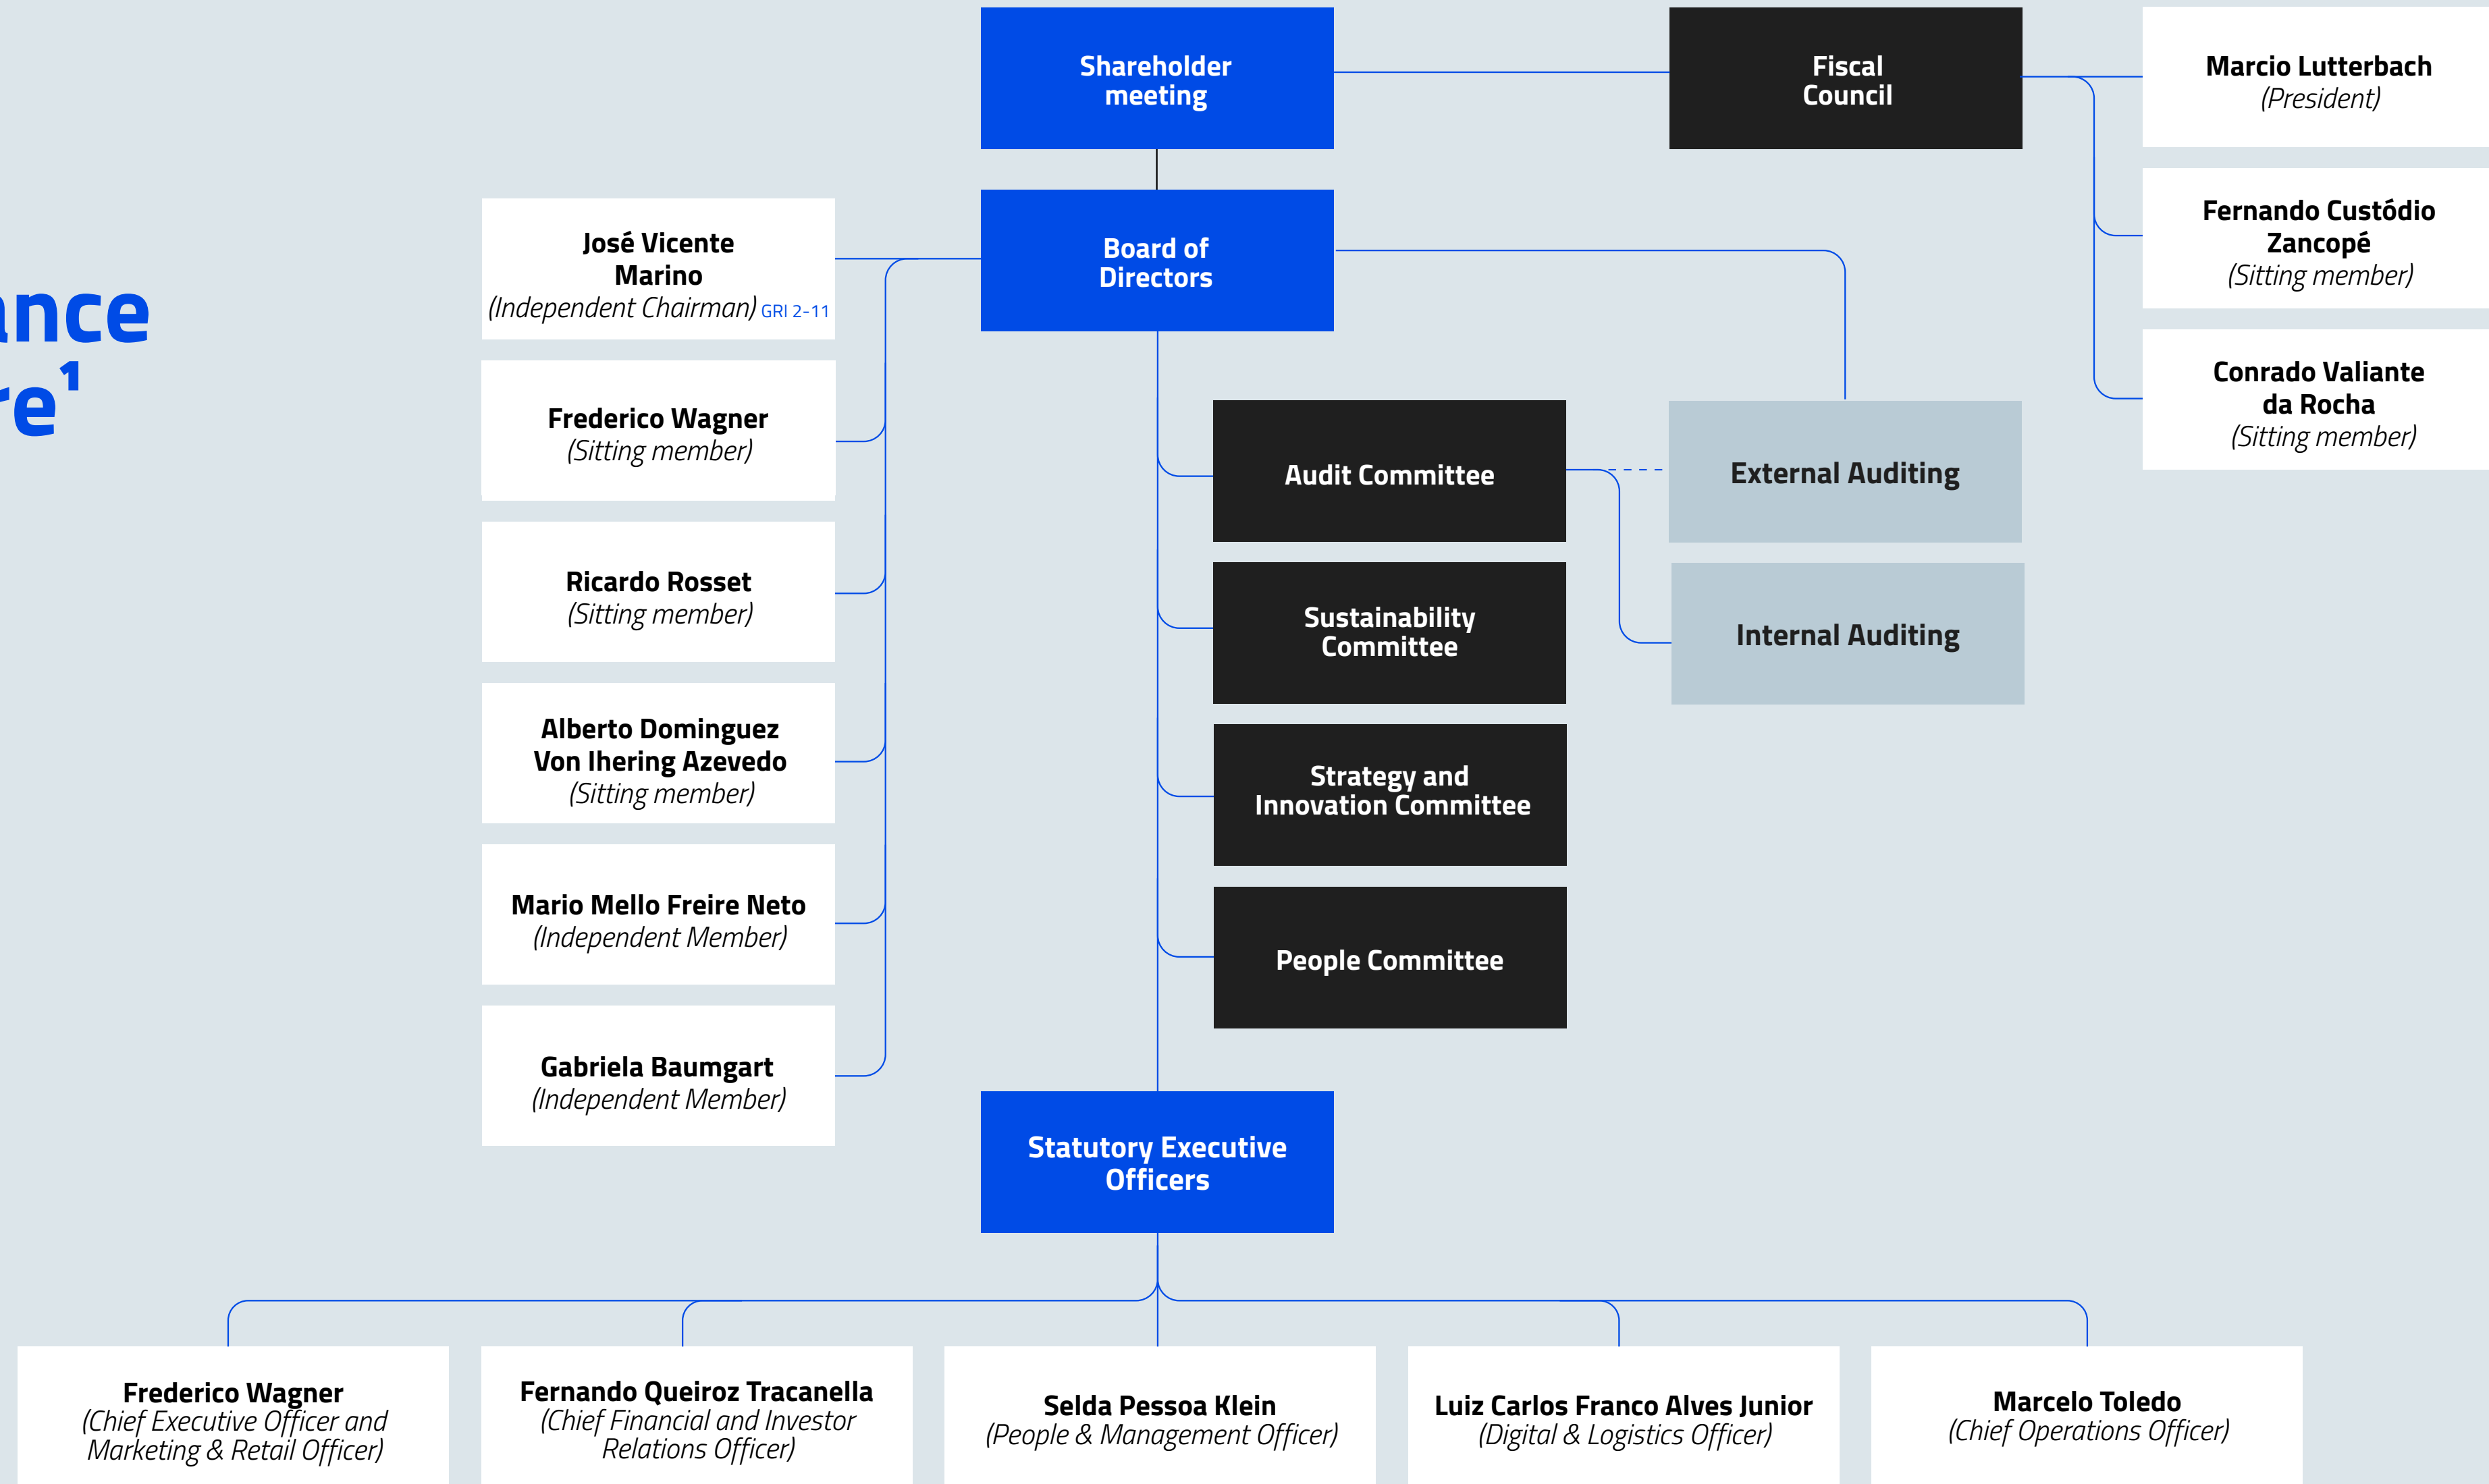 Shareholder
meeting
Fiscal
Council
Marcio Lutterbach
(President)
Fernando Custódio
Zancopé
(Sitting member)
Conrado Valiante
da Rocha
(Sitting member)
Board of
Directors
José Vicente
Marino
(Independent Chairman) GRI 2-11
Frederico Wagner
(Sitting member)
Ricardo Rosset
(Sitting member)
Alberto Dominguez
Von Ihering Azevedo
(Sitting member)
Mario Mello Freire Neto
(Independent Member)
Gabriela Baumgart
(Independent Member)
ance
re¹
Audit Committee
External Auditing
Sustainability
Committee
Internal Auditing
Strategy and
Innovation Committee
People Committee
Statutory Executive
Officers
Frederico Wagner
(Chief Executive Officer and
Marketing & Retail Officer)
Fernando Queiroz Tracanella
(Chief Financial and Investor
Relations Officer)
Selda Pessoa Klein
(People & Management Officer)
Luiz Carlos Franco Alves Junior
(Digital & Logistics Officer)
Marcelo Toledo
(Chief Operations Officer)